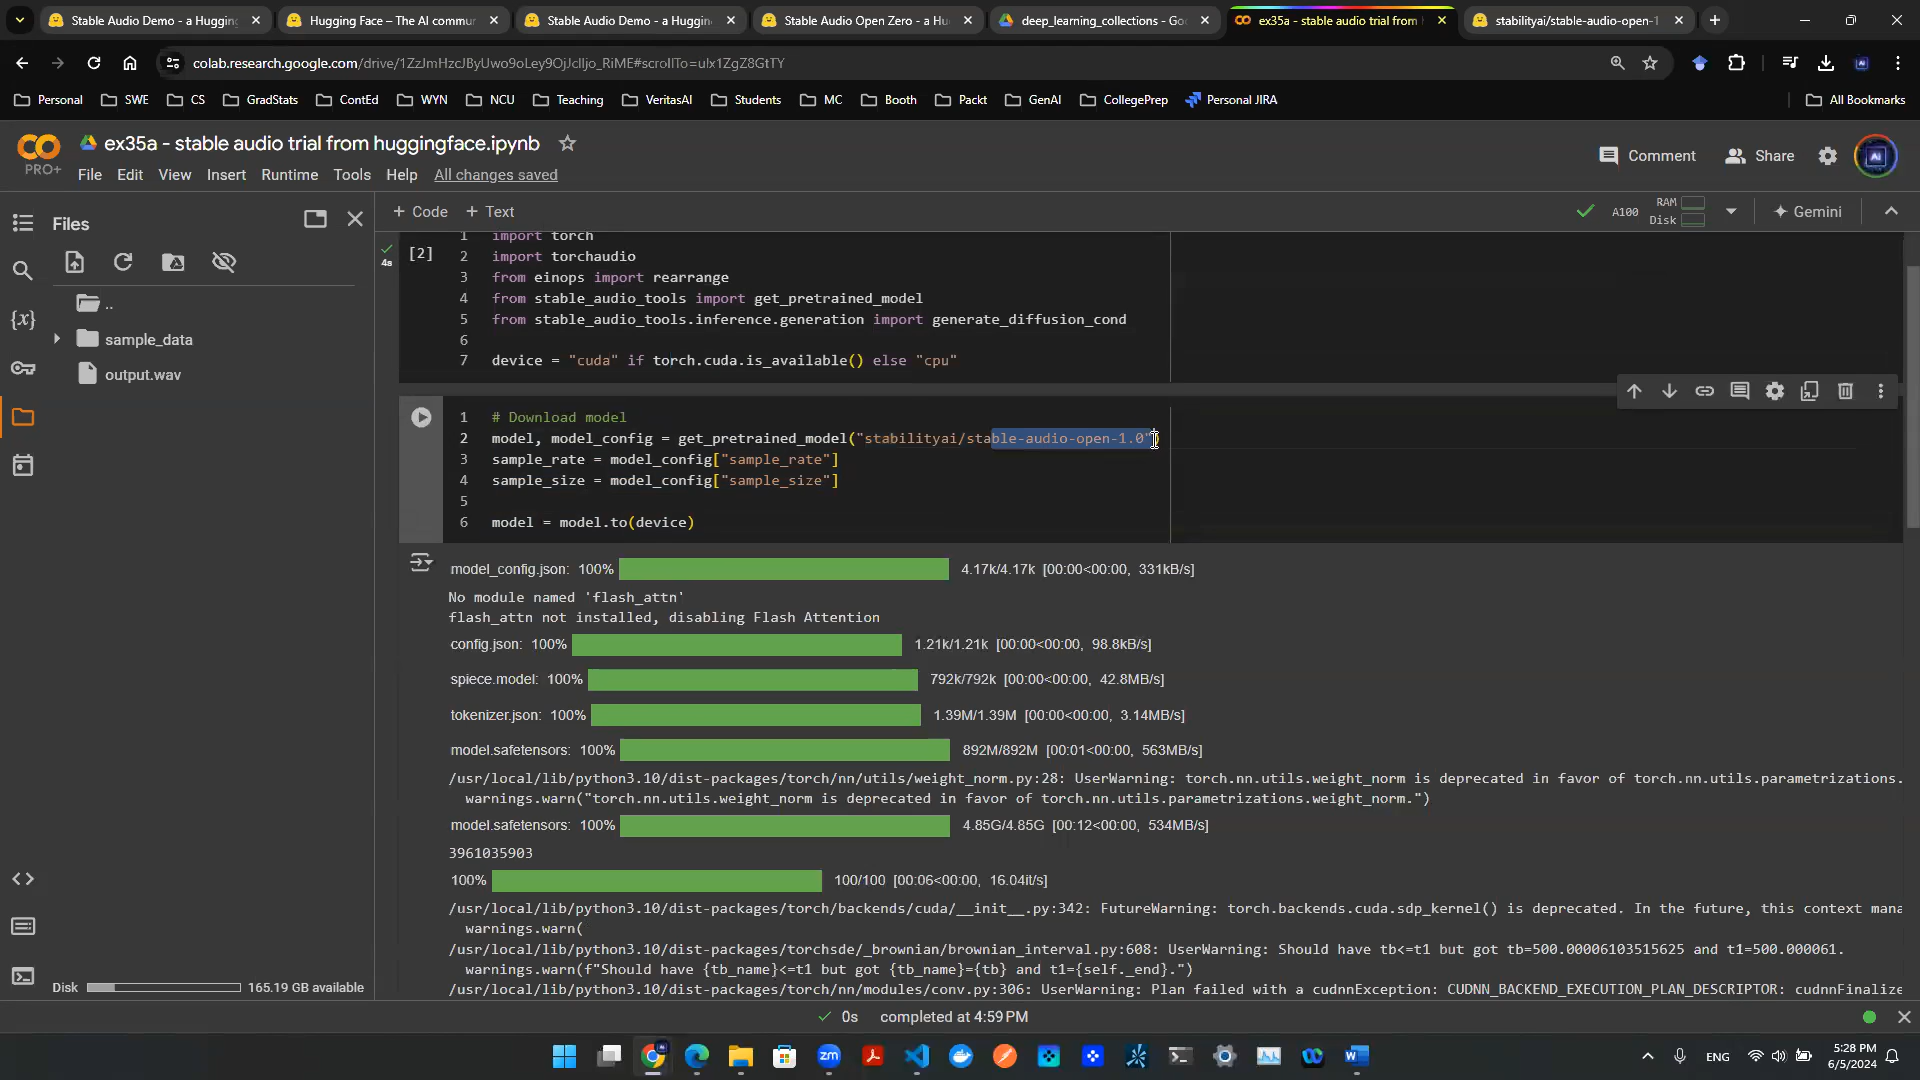 Stable Audio Demo - a Hugging
Hugging Face – The AI commu
Stable Audio Demo - a Huggin
Stable Audio Open Zero - a Hu
deep_learning_collections - Goo
ex35a - stable audio trial from
stabilityai/stable-audio-open-1
colab.research.google.com/drive/1ZzJmHzcJByUwo9oLey9OjJclljo_RiME#scrollTo=ulx1ZgZ8GtTY
Personal SWE CS GradStats ContEd WYN NCU Teaching VeritasAI Students MC Booth Packt GenAI CollegePrep Personal JIRA All Bookmarks
ex35a - stable audio trial from huggingface.ipynb
PRO+
File Edit View Insert Runtime Tools Help All changes saved
Comment Share
+ Code + Text
A100 RAM Disk Gemini
Files
..
sample_data
output.wav
Disk 165.19 GB available
[2]
4s
1 import torch
2 import torchaudio
3 from einops import rearrange
4 from stable_audio_tools import get_pretrained_model
5 from stable_audio_tools.inference.generation import generate_diffusion_cond
6
7 device = "cuda" if torch.cuda.is_available() else "cpu"
1 # Download model
2 model, model_config = get_pretrained_model("stabilityai/stable-audio-open-1.0")
3 sample_rate = model_config["sample_rate"]
4 sample_size = model_config["sample_size"]
5
6 model = model.to(device)
model_config.json: 100% 4.17k/4.17k [00:00<00:00, 331kB/s]
No module named 'flash_attn'
flash_attn not installed, disabling Flash Attention
config.json: 100% 1.21k/1.21k [00:00<00:00, 98.8kB/s]
spiece.model: 100% 792k/792k [00:00<00:00, 42.8MB/s]
tokenizer.json: 100% 1.39M/1.39M [00:00<00:00, 3.14MB/s]
model.safetensors: 100% 892M/892M [00:01<00:00, 563MB/s]
/usr/local/lib/python3.10/dist-packages/torch/nn/utils/weight_norm.py:28: UserWarning: torch.nn.utils.weight_norm is deprecated in favor of torch.nn.utils.parametrizations.
warnings.warn("torch.nn.utils.weight_norm is deprecated in favor of torch.nn.utils.parametrizations.weight_norm.")
model.safetensors: 100% 4.85G/4.85G [00:12<00:00, 534MB/s]
3961035903
100% 100/100 [00:06<00:00, 16.04it/s]
/usr/local/lib/python3.10/dist-packages/torch/backends/cuda/__init__.py:342: FutureWarning: torch.backends.cuda.sdp_kernel() is deprecated. In the future, this context mana
warnings.warn(
/usr/local/lib/python3.10/dist-packages/torchsde/_brownian/brownian_interval.py:608: UserWarning: Should have tb<=t1 but got tb=500.00006103515625 and t1=500.000061.
warnings.warn(f"Should have {tb_name}<=t1 but got {tb_name}={tb} and t1={self._end}.")
/usr/local/lib/python3.10/dist-packages/torch/nn/modules/conv.py:306: UserWarning: Plan failed with a cudnnException: CUDNN_BACKEND_EXECUTION_PLAN_DESCRIPTOR: cudnnFinalize
0s completed at 4:59 PM
zm
ENG
5:28 PM
6/5/2024